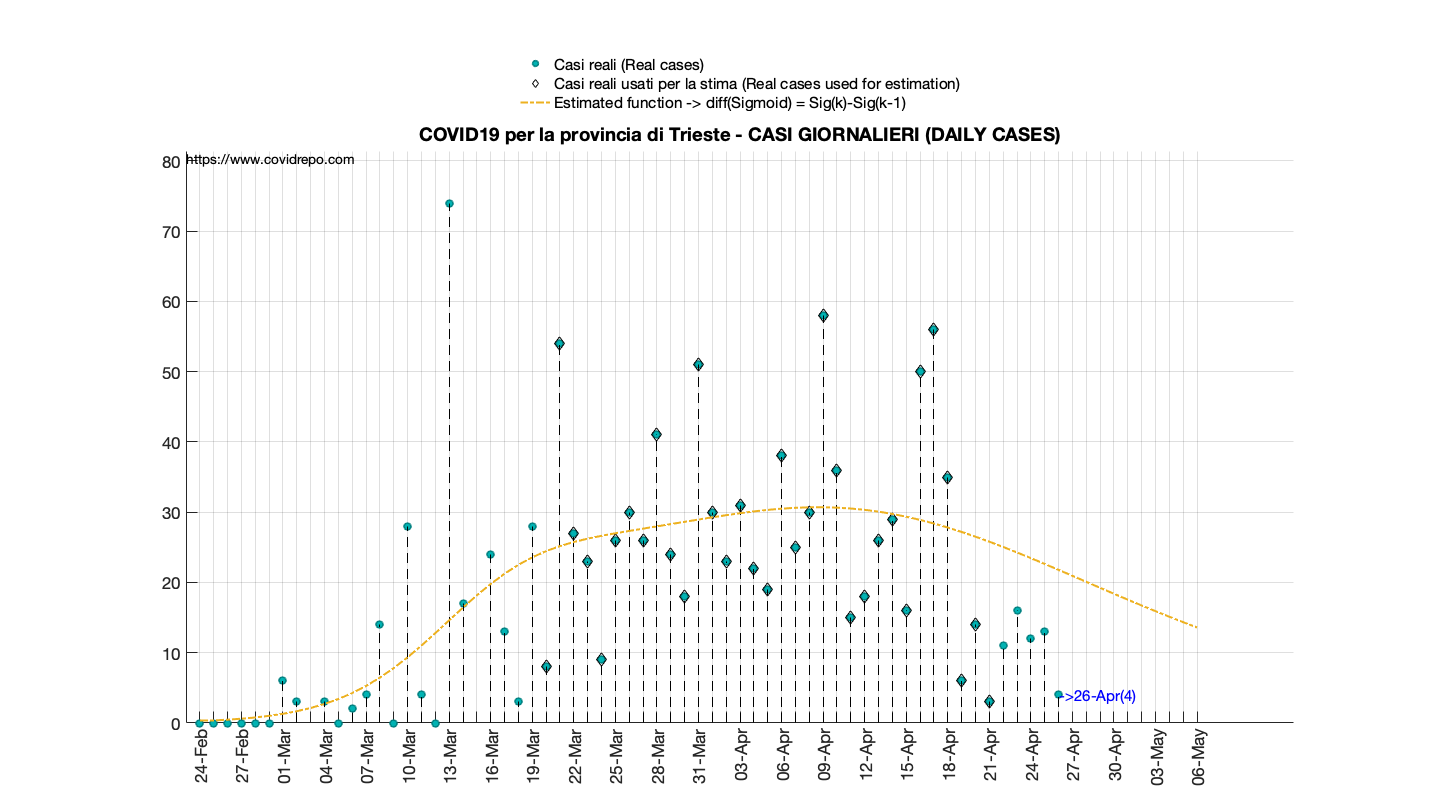 Casi reali (Real cases)
Casi reali usati per la stima (Real cases used for estimation)
Estimated function -> diff(Sigmoid) = Sig(k)-Sig(k-1)
COVID19 per la provincia di Trieste - CASI GIORNALIERI (DAILY CASES)
https://www.covidrepo.com
80
70
60
50
40
30
20
10
0
->26-Apr(4)
24-Feb
27-Feb
01-Mar
04-Mar
07-Mar
10-Mar
13-Mar
16-Mar
19-Mar
22-Mar
25-Mar
28-Mar
31-Mar
03-Apr
06-Apr
09-Apr
12-Apr
15-Apr
18-Apr
21-Apr
24-Apr
27-Apr
30-Apr
03-May
06-May